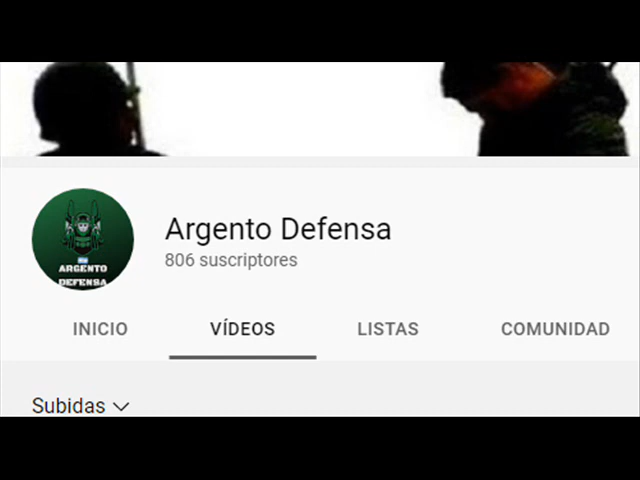 Argento Defensa
806 suscriptores
ARGENTO
DEFENSA
INICIO
VÍDEOS
LISTAS
COMUNIDAD
Subidas